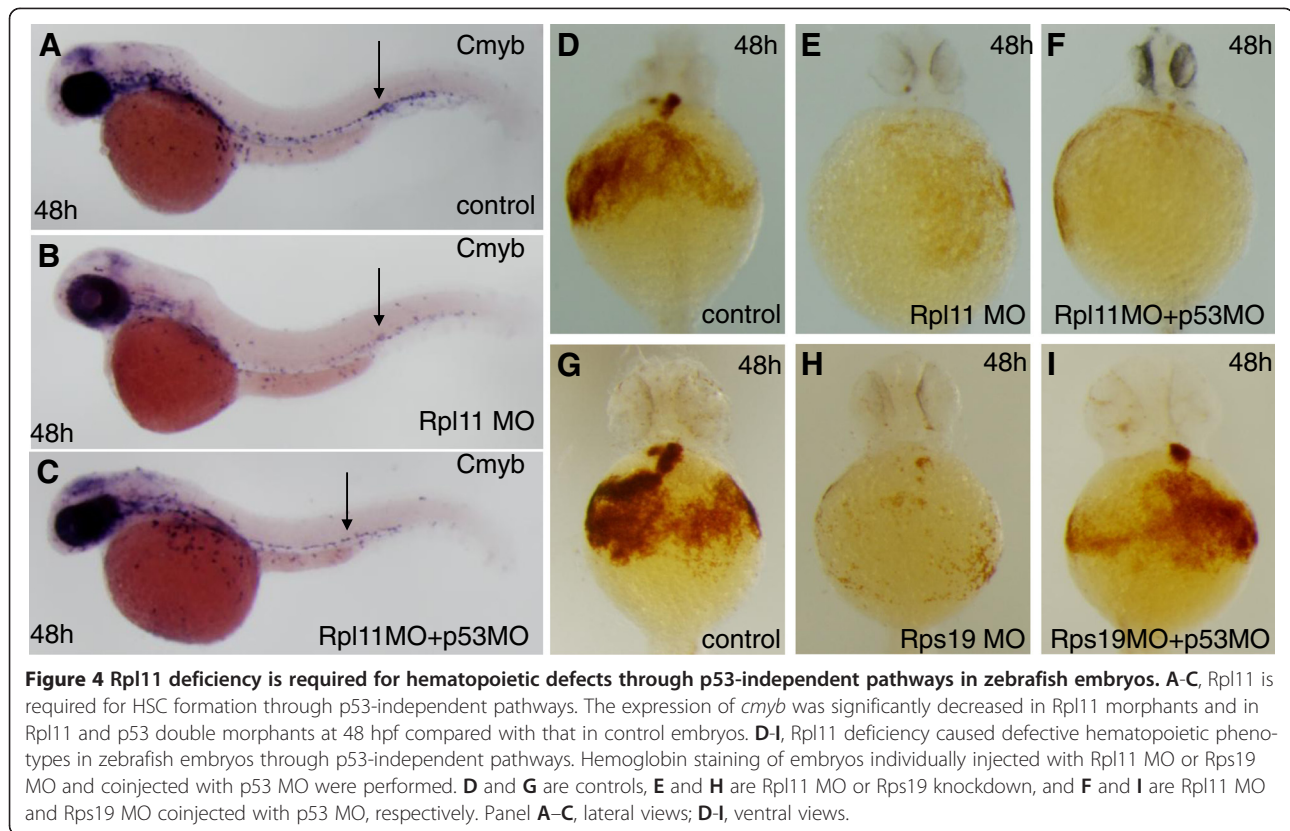 A
Cmyb
48h
control
B
Cmyb
48h
Rpl11 MO
C
Cmyb
48h
Rpl11MO+p53MO
D
48h
control
E
48h
Rpl11 MO
F
48h
Rpl11MO+p53MO
G
48h
control
H
48h
Rps19 MO
I
48h
Rps19MO+p53MO
Figure 4 Rpl11 deficiency is required for hematopoietic defects through p53-independent pathways in zebrafish embryos. A-C, Rpl11 is
required for HSC formation through p53-independent pathways. The expression of cmyb was significantly decreased in Rpl11 morphants and in
Rpl11 and p53 double morphants at 48 hpf compared with that in control embryos. D-I, Rpl11 deficiency caused defective hematopoietic pheno-
types in zebrafish embryos through p53-independent pathways. Hemoglobin staining of embryos individually injected with Rpl11 MO or Rps19
MO and coinjected with p53 MO were performed. D and G are controls, E and H are Rpl11 MO or Rps19 knockdown, and F and I are Rpl11 MO
and Rps19 MO coinjected with p53 MO, respectively. Panel A–C, lateral views; D-I, ventral views.